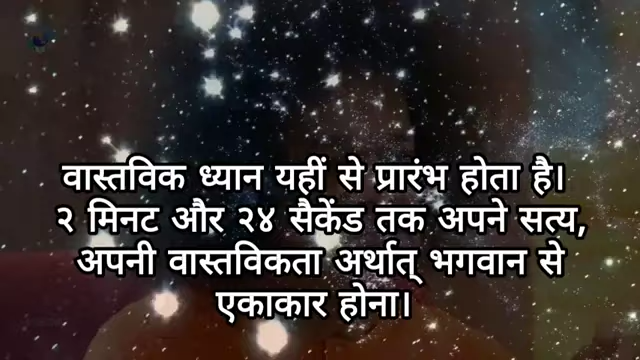 वास्तविक ध्यान यहीं से प्रारंभ होता है।
२ मिनट और २४ सैकेंड तक अपने सत्य,
अपनी वास्तविकता अर्थात् भगवान से
एकाकार होना।